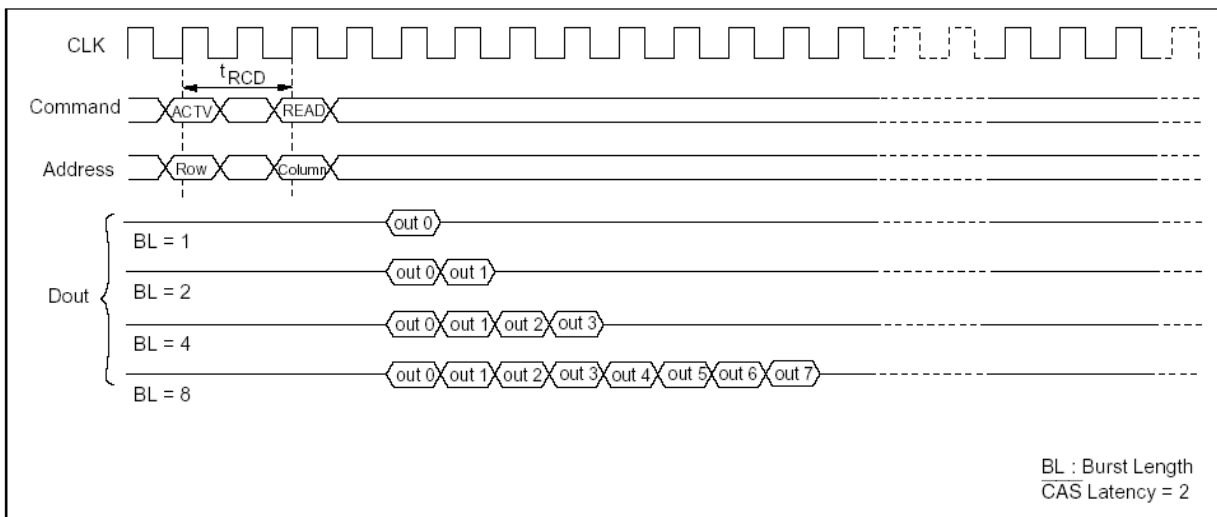 CLK
tRCD
Command ACTV READ
Address Row Column
Dout
out 0
BL = 1
out 0 out 1
BL = 2
out 0 out 1 out 2 out 3
BL = 4
out 0 out 1 out 2 out 3 out 4 out 5 out 6 out 7
BL = 8
BL : Burst Length
CAS Latency = 2